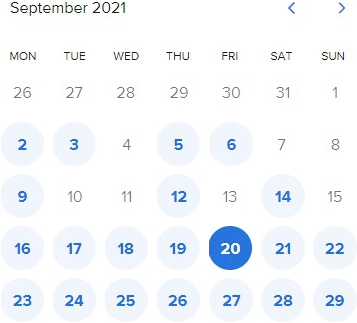 September 2021
MON TUE WED THU FRI SAT SUN
26 27 28 29 30 31 1
2 3 4 5 6 7 8
9 10 11 12 13 14 15
16 17 18 19 20 21 22
23 24 25 26 27 28 29